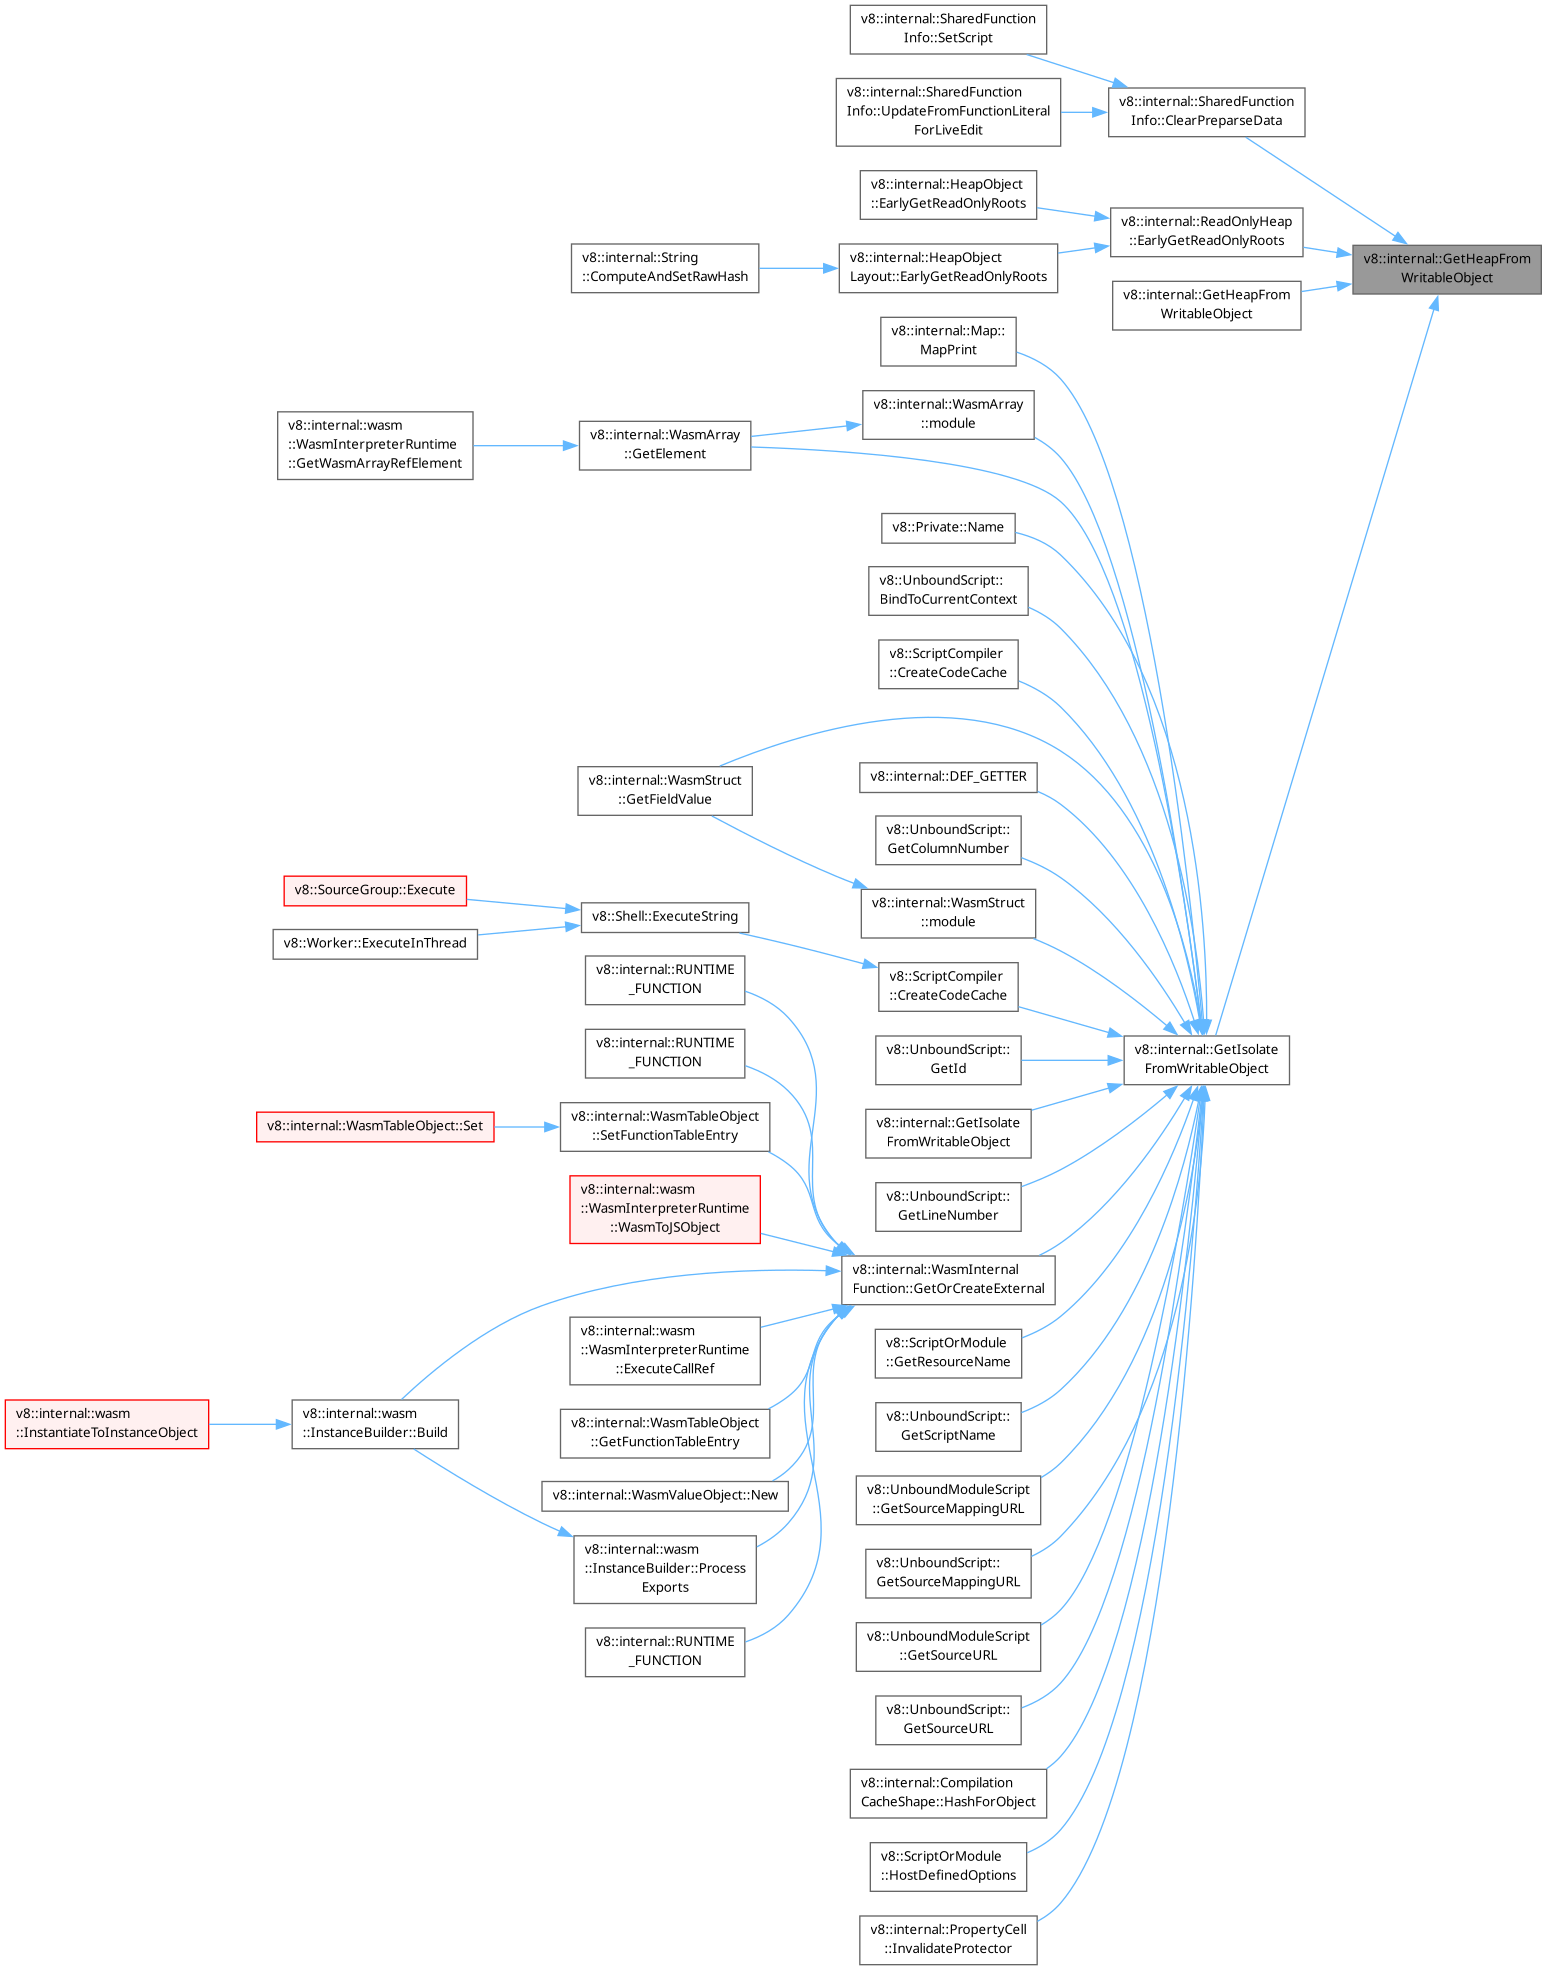 v8::internal::SharedFunction
Info::SetScript
v8::internal::SharedFunction
Info::UpdateFromFunctionLiteral
ForLiveEdit
v8::internal::SharedFunction
Info::ClearPreparseData
v8::internal::HeapObject
::EarlyGetReadOnlyRoots
v8::internal::ReadOnlyHeap
::EarlyGetReadOnlyRoots
v8::internal::String
::ComputeAndSetRawHash
v8::internal::HeapObject
Layout::EarlyGetReadOnlyRoots
v8::internal::GetHeapFrom
WritableObject
v8::internal::GetHeapFrom
WritableObject
v8::internal::Map::
MapPrint
v8::internal::WasmArray
::module
v8::internal::wasm
::WasmInterpreterRuntime
::GetWasmArrayRefElement
v8::internal::WasmArray
::GetElement
v8::Private::Name
v8::UnboundScript::
BindToCurrentContext
v8::ScriptCompiler
::CreateCodeCache
v8::internal::WasmStruct
::GetFieldValue
v8::internal::DEF_GETTER
v8::UnboundScript::
GetColumnNumber
v8::SourceGroup::Execute
v8::Shell::ExecuteString
v8::internal::WasmStruct
::module
v8::Worker::ExecuteInThread
v8::internal::RUNTIME
_FUNCTION
v8::ScriptCompiler
::CreateCodeCache
v8::internal::RUNTIME
_FUNCTION
v8::UnboundScript::
GetId
v8::internal::GetIsolate
FromWritableObject
v8::internal::WasmTableObject::Set
v8::internal::WasmTableObject
::SetFunctionTableEntry
v8::internal::GetIsolate
FromWritableObject
v8::internal::wasm
::WasmInterpreterRuntime
::WasmToJSObject
v8::UnboundScript::
GetLineNumber
v8::internal::WasmInternal
Function::GetOrCreateExternal
v8::internal::wasm
::WasmInterpreterRuntime
::ExecuteCallRef
v8::ScriptOrModule
::GetResourceName
v8::internal::wasm
::InstantiateToInstanceObject
v8::internal::wasm
::InstanceBuilder::Build
v8::internal::WasmTableObject
::GetFunctionTableEntry
v8::UnboundScript::
GetScriptName
v8::internal::WasmValueObject::New
v8::UnboundModuleScript
::GetSourceMappingURL
v8::internal::wasm
::InstanceBuilder::Process
Exports
v8::UnboundScript::
GetSourceMappingURL
v8::internal::RUNTIME
_FUNCTION
v8::UnboundModuleScript
::GetSourceURL
v8::UnboundScript::
GetSourceURL
v8::internal::Compilation
CacheShape::HashForObject
v8::ScriptOrModule
::HostDefinedOptions
v8::internal::PropertyCell
::InvalidateProtector